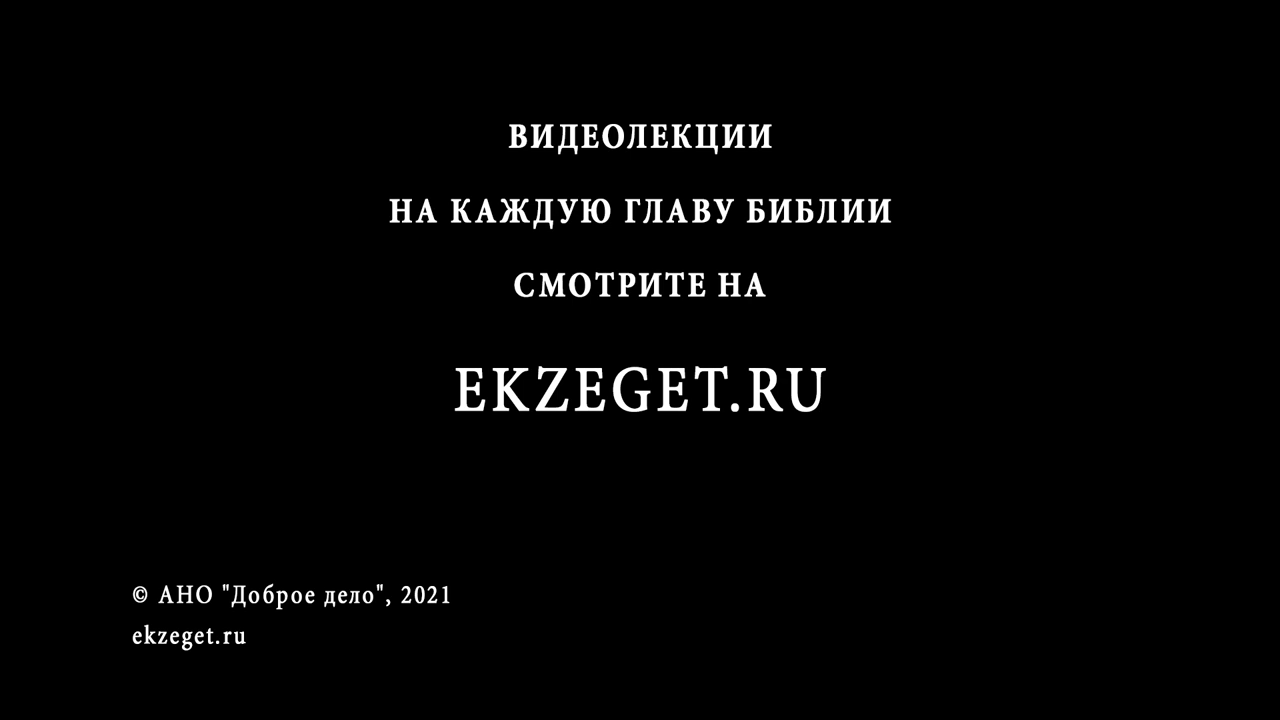 ВИДЕОЛЕКЦИИ
НА КАЖДУЮ ГЛАВУ БИБЛИИ
СМОТРИТЕ НА
EKZEGET.RU
© АНО "Доброе дело", 2021
ekzeget.ru